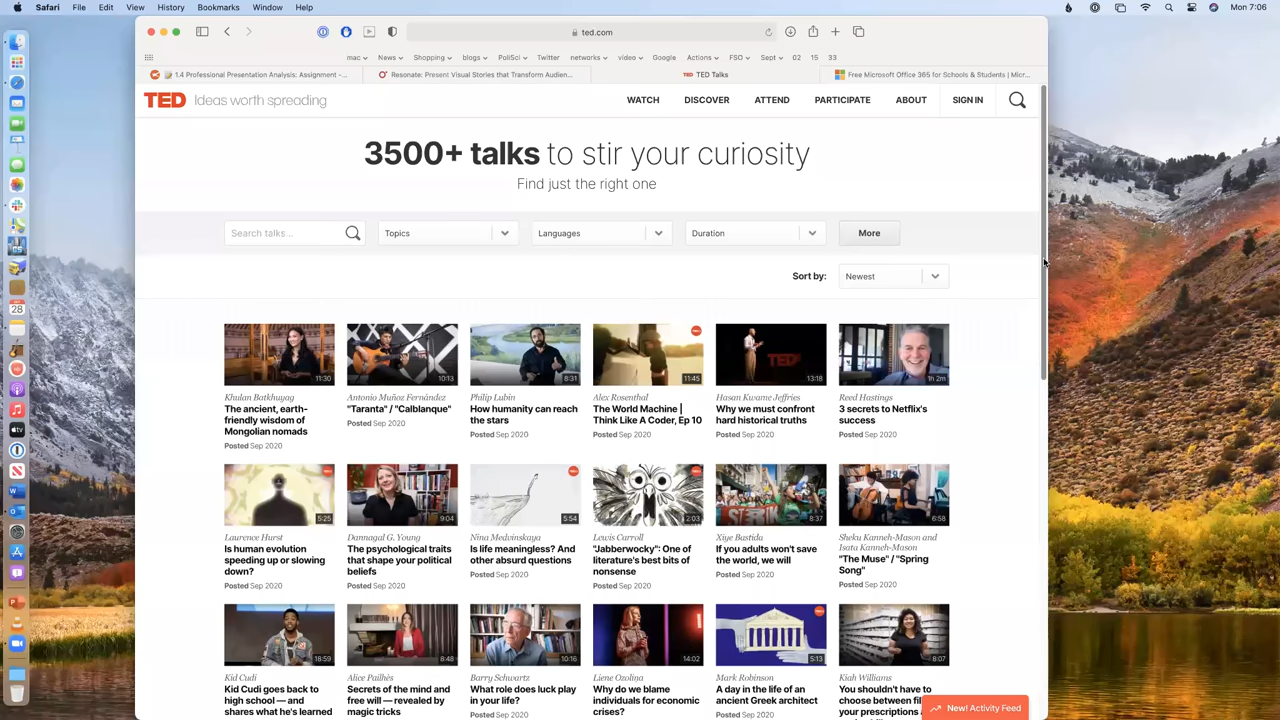 Safari File Edit View History Bookmarks Window Help Mon 7:06
ted.com
mac News Shopping blogs PoliSci Twitter networks video Google Actions FSO Sept 02 15 33
1.4 Professional Presentation Analysis: Assignment -... Resonate: Present Visual Stories that Transform Audien... TED TED Talks Free Microsoft Office 365 for Schools & Students | Micr...
TED Ideas worth spreading WATCH DISCOVER ATTEND PARTICIPATE ABOUT SIGN IN
3500+ talks to stir your curiosity
Find just the right one
Search talks... Topics Languages Duration More
Sort by: Newest
11:30 10:13 8:31 11:45 TED 13:18 1h 2m
Khulan Batkhuyag
The ancient, earth-
friendly wisdom of
Mongolian nomads
Posted Sep 2020
Antonio Muñoz Fernández
"Taranta" / "Calblanque"
Posted Sep 2020
Philip Lubin
How humanity can reach
the stars
Posted Sep 2020
Alex Rosenthal
The World Machine |
Think Like A Coder, Ep 10
Posted Sep 2020
Hasan Kwame Jeffries
Why we must confront
hard historical truths
Posted Sep 2020
Reed Hastings
3 secrets to Netflix's
success
Posted Sep 2020
5:25 9:04 5:54 2:03 8:37 6:58
Laurence Hurst
Is human evolution
speeding up or slowing
down?
Posted Sep 2020
Dannagal G. Young
The psychological traits
that shape your political
beliefs
Posted Sep 2020
Nina Medvinskaya
Is life meaningless? And
other absurd questions
Posted Sep 2020
Lewis Carroll
"Jabberwocky": One of
literature's best bits of
nonsense
Posted Sep 2020
Xiye Bastida
If you adults won't save
the world, we will
Posted Sep 2020
Sheku Kanneh-Mason and
Isata Kanneh-Mason
"The Muse" / "Spring
Song"
Posted Sep 2020
18:59 8:48 10:16 14:02 5:13 8:07
Kid Cudi
Kid Cudi goes back to
high school — and
shares what he's learned
Alice Pailhès
Secrets of the mind and
free will — revealed by
magic tricks
Barry Schwartz
What role does luck play
in your life?
Liene Ozolina
Why do we blame
individuals for economic
crises?
Mark Robinson
A day in the life of an
ancient Greek architect
Kiah Williams
You shouldn't have to
choose between fil
your prescriptions
New! Activity Feed
28